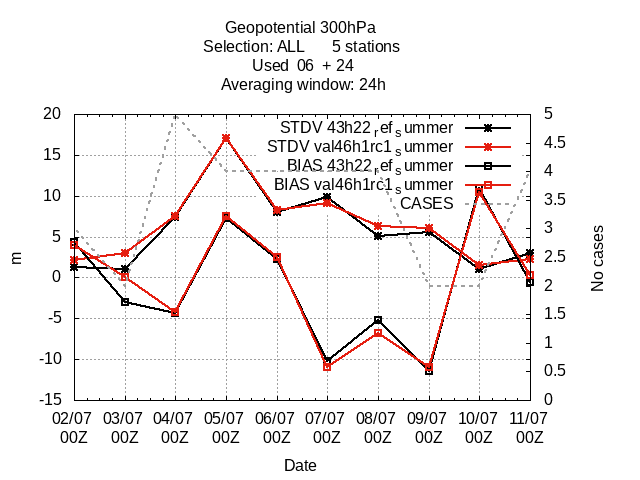 Geopotential 300hPa
Selection: ALL 5 stations
Used 06 + 24
Averaging window: 24h
STDV 43h22_ref_summer
STDV val46h1rc1_summer
BIAS 43h22_ref_summer
BIAS val46h1rc1_summer
CASES
20
15
10
5
0
-5
-10
-15
m
5
4.5
4
3.5
3
2.5
2
1.5
1
0.5
0
No cases
02/07 03/07 04/07 05/07 06/07 07/07 08/07 09/07 10/07 11/07
00Z 00Z 00Z 00Z 00Z 00Z 00Z 00Z 00Z 00Z
Date